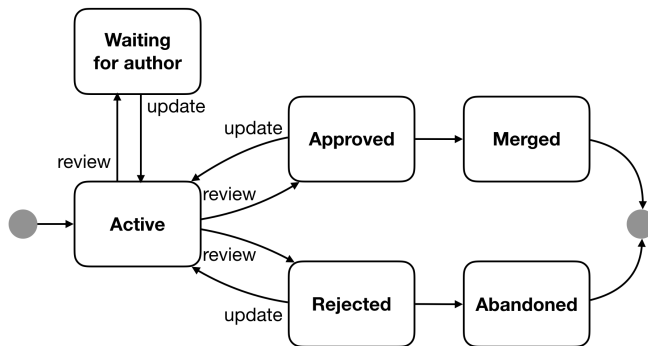 Waiting
for author
update
review
update
Approved
Merged
review
Active
review
update
Rejected
Abandoned